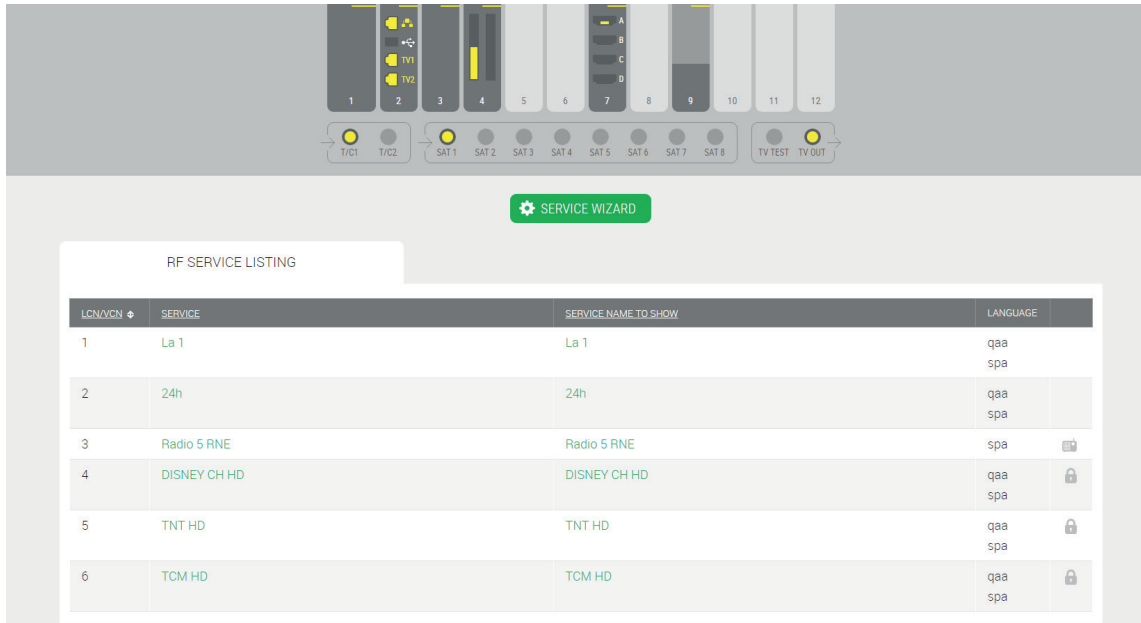 A
B
TV1
C
TV2
D
1 2 3 4 5 6 7 8 9 10 11 12
T/C1 T/C2 SAT 1 SAT 2 SAT 3 SAT 4 SAT 5 SAT 6 SAT 7 SAT 8 TV TEST TV OUT
SERVICE WIZARD
RF SERVICE LISTING
LCN/VCN SERVICE SERVICE NAME TO SHOW LANGUAGE
1 La 1 La 1 qaa
spa
2 24h 24h qaa
spa
3 Radio 5 RNE Radio 5 RNE spa
4 DISNEY CH HD DISNEY CH HD qaa
spa
5 TNT HD TNT HD qaa
spa
6 TCM HD TCM HD qaa
spa